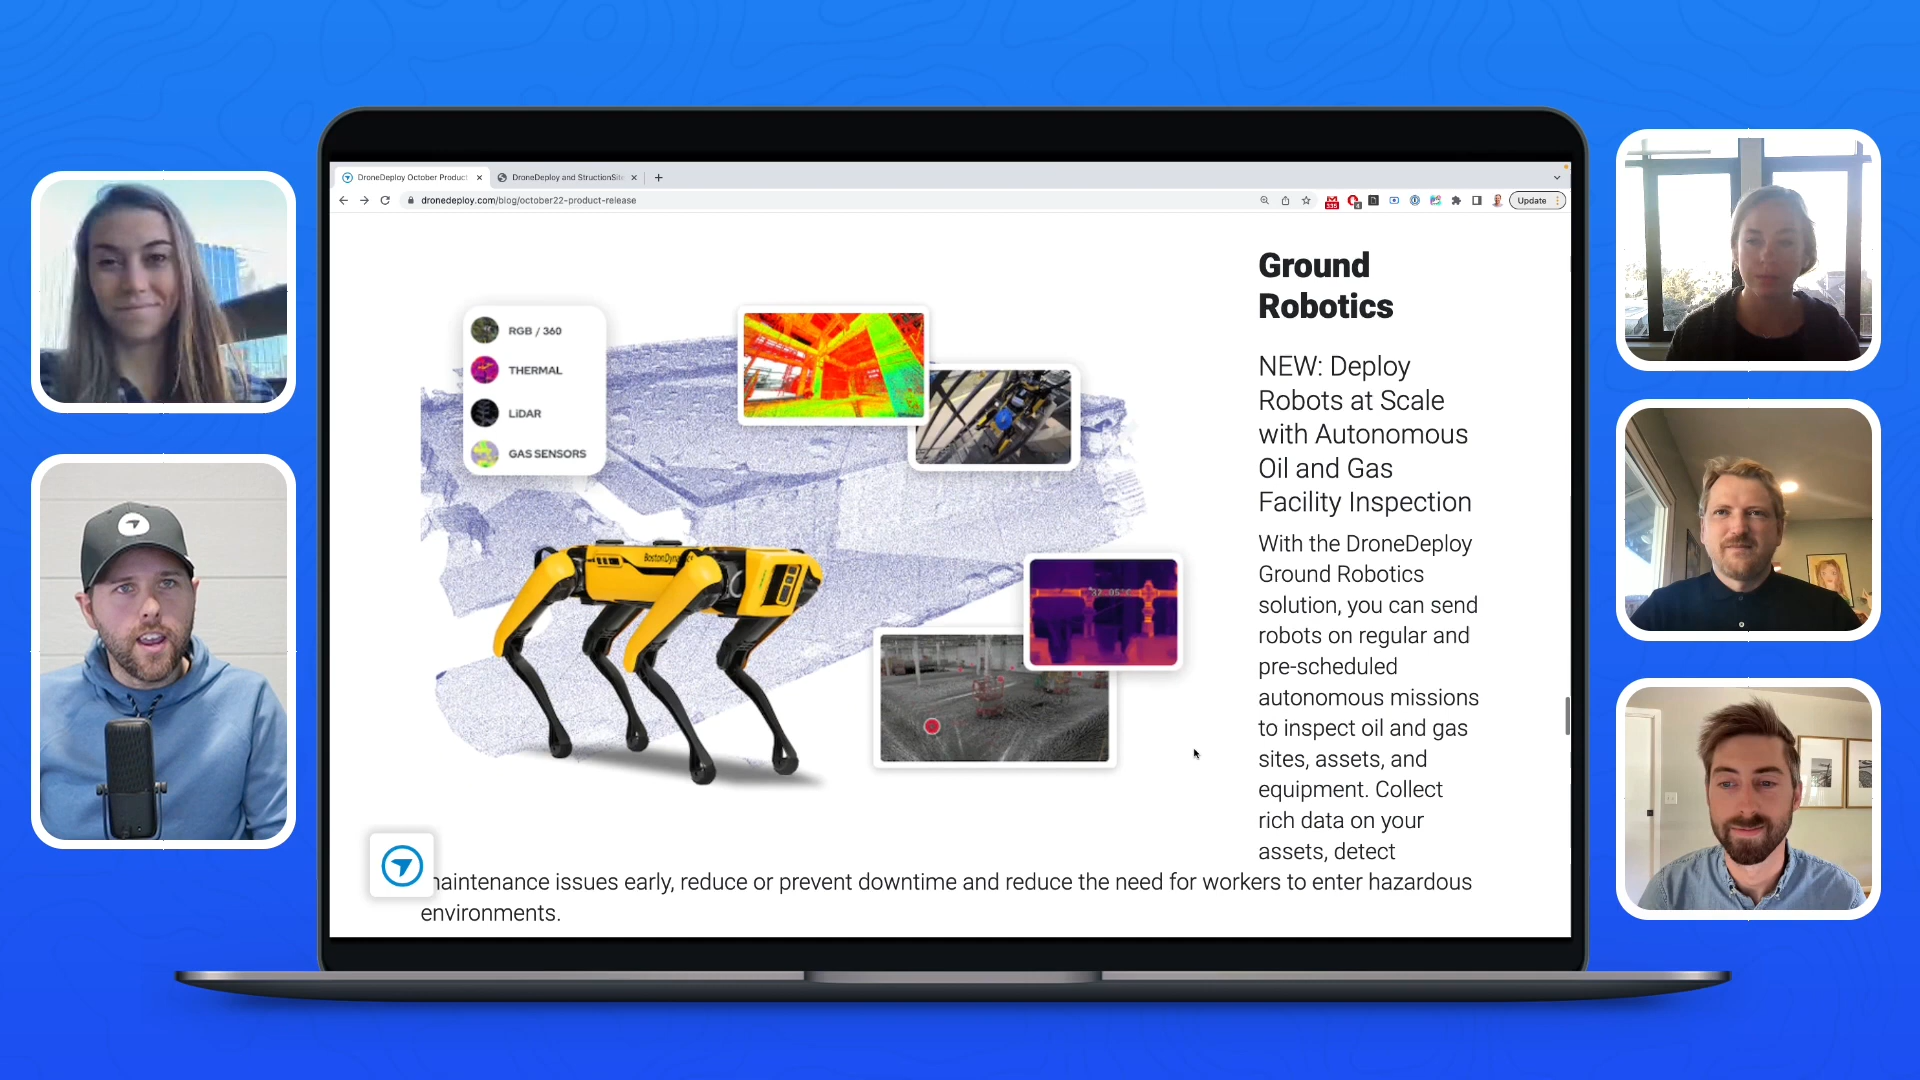 DroneDeploy October Product
DroneDeploy and StructionSite
dronedeploy.com/blog/october22-product-release
Update
RGB / 360
THERMAL
LiDAR
GAS SENSORS
Ground
Robotics
NEW: Deploy
Robots at Scale
with Autonomous
Oil and Gas
Facility Inspection
With the DroneDeploy
Ground Robotics
solution, you can send
robots on regular and
pre-scheduled
autonomous missions
to inspect oil and gas
sites, assets, and
equipment. Collect
rich data on your
assets, detect
maintenance issues early, reduce or prevent downtime and reduce the need for workers to enter hazardous
environments.